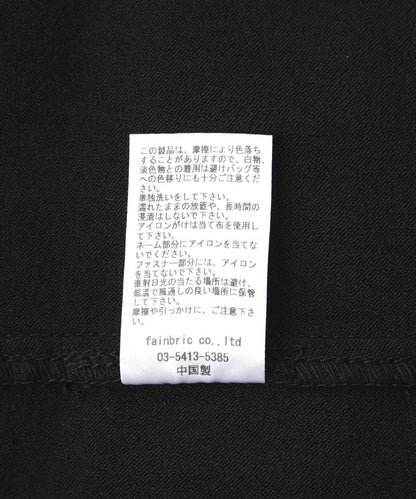 この製品は、摩擦により色落ち
することがありますので、白物、
淡色物との着用は避けバッグ等
への色移りにも十分ご注意くだ
さい。
単独洗いをして下さい。
濡れたままの放置や、長時間の
浸漬はしないで下さい。
アイロンがけは当て布を使用し
て下さい。
ネーム部分にアイロンを当てな
いでください。
ファスナー部分には、アイロン
を当てないで下さい。
直射日光の当たる場所は避け、
低温で風通しの良い場所に保管
して下さい。
摩擦や引っかけに、ご注意下さ
い。
fainbric co.,ltd
03-5413-5385
中国製